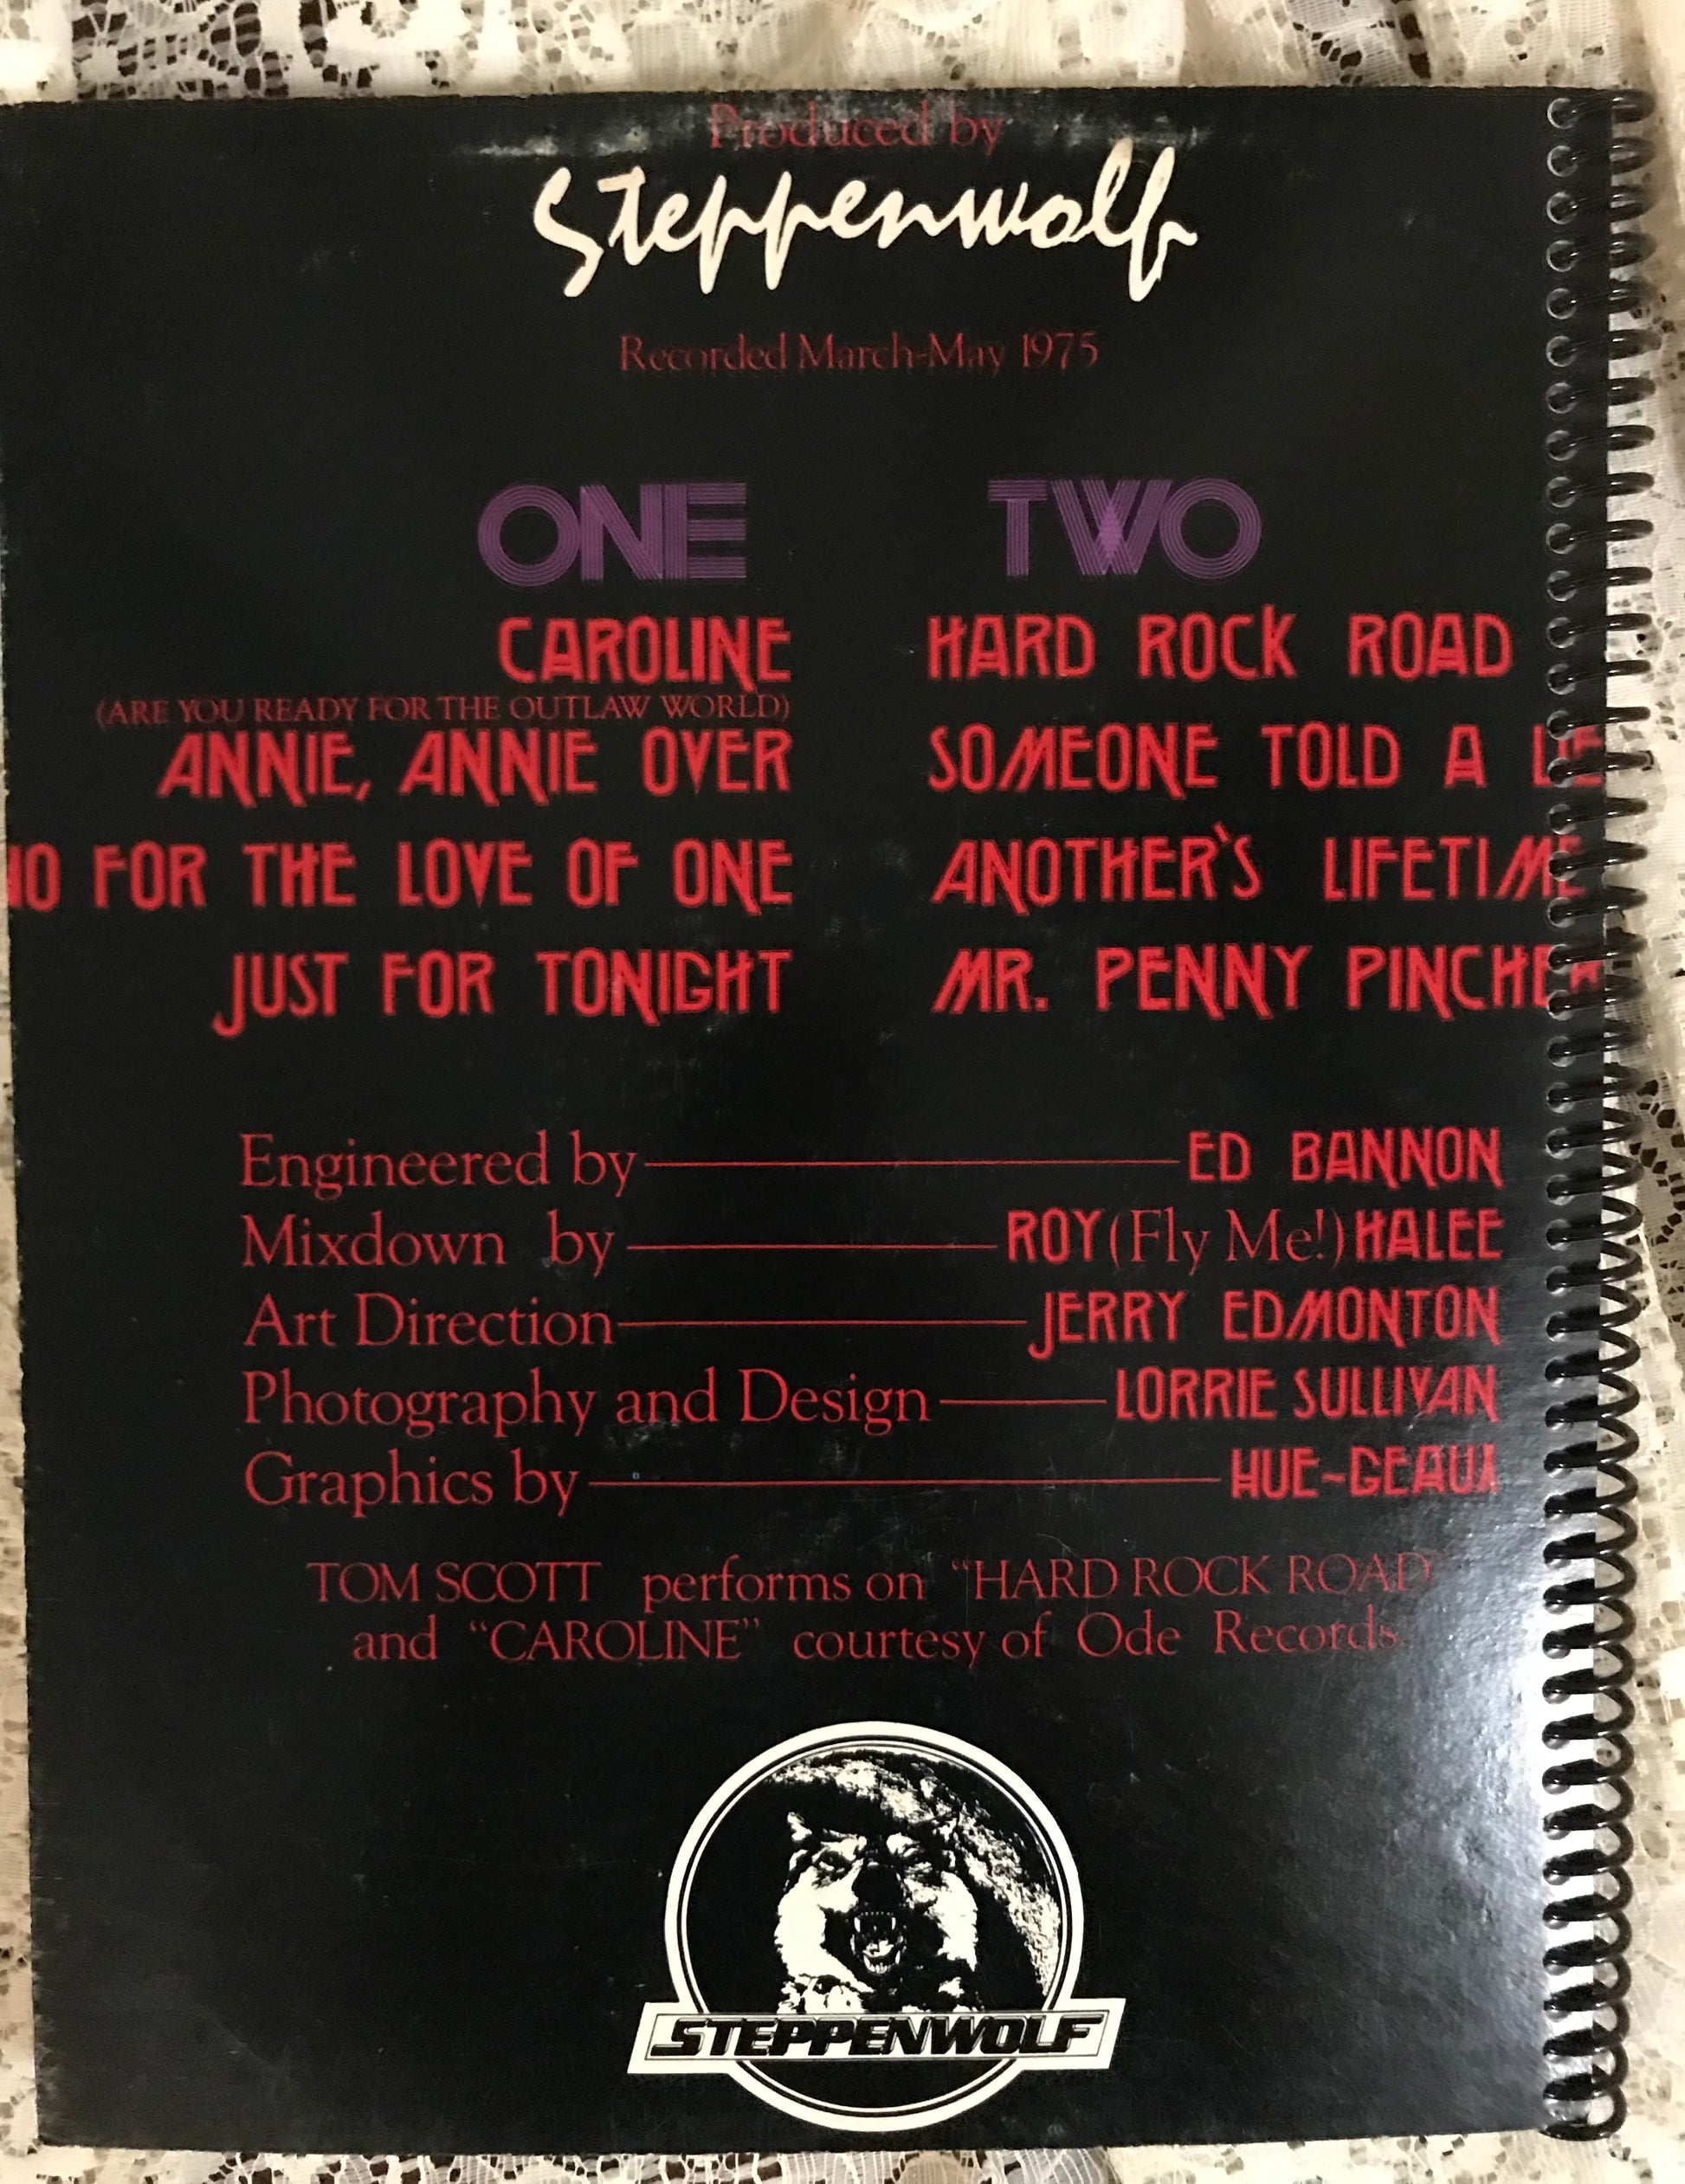 Produced by
Steppenwolf
Recorded March-May 1975
ONE
CAROLINE
(ARE YOU READY FOR THE OUTLAW WORLD)
ANNIE, ANNIE OVER
FOR THE LOVE OF ONE
JUST FOR TONIGHT
TWO
HARD ROCK ROAD
SOMEONE TOLD A LIE
ANOTHER'S LIFETIME
MR. PENNY PINCHER
Engineered by ED BANNON
Mixdown by ROY (Fly Me!) HALEE
Art Direction JERRY EDMONTON
Photography and Design LORRIE SULLIVAN
Graphics by HUE-GEAUX
TOM SCOTT performs on "HARD ROCK ROAD"
and "CAROLINE" courtesy of Ode Records
STEPPENWOLF